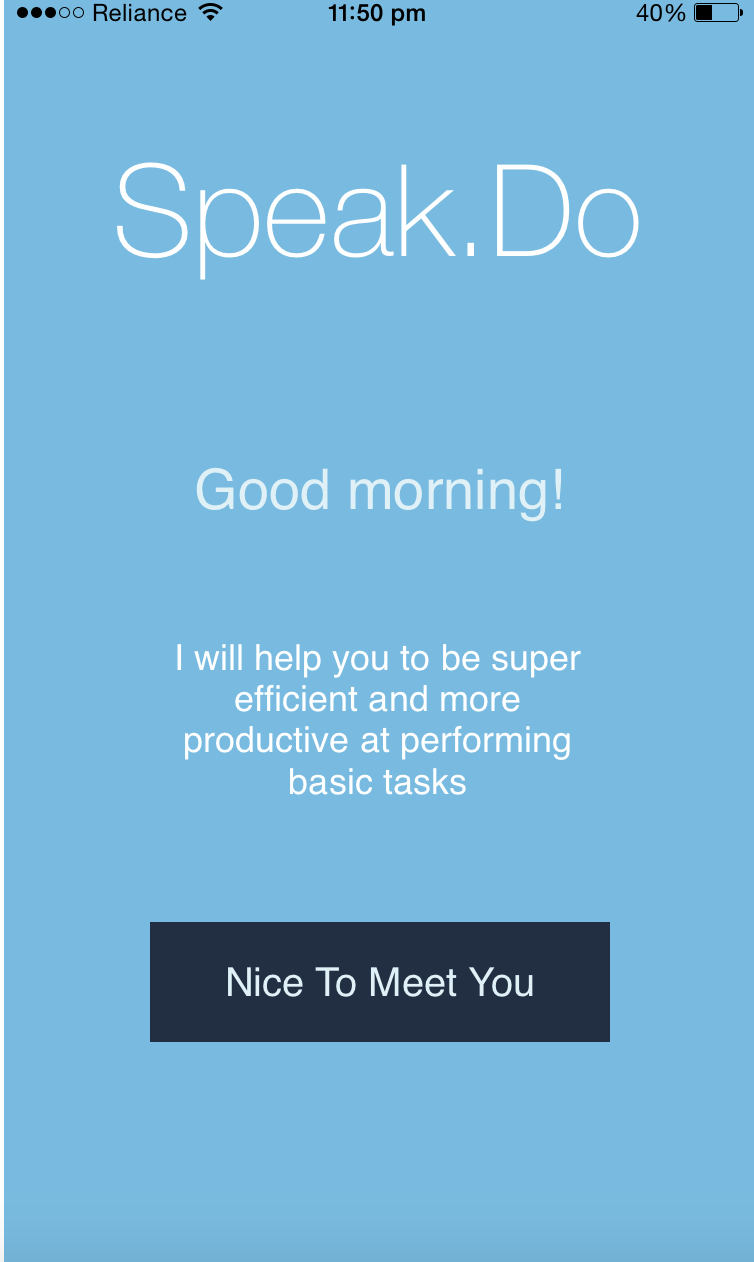 Reliance 11:50 pm 40%
Speak.Do
Good morning!
I will help you to be super
efficient and more
productive at performing
basic tasks
Nice To Meet You